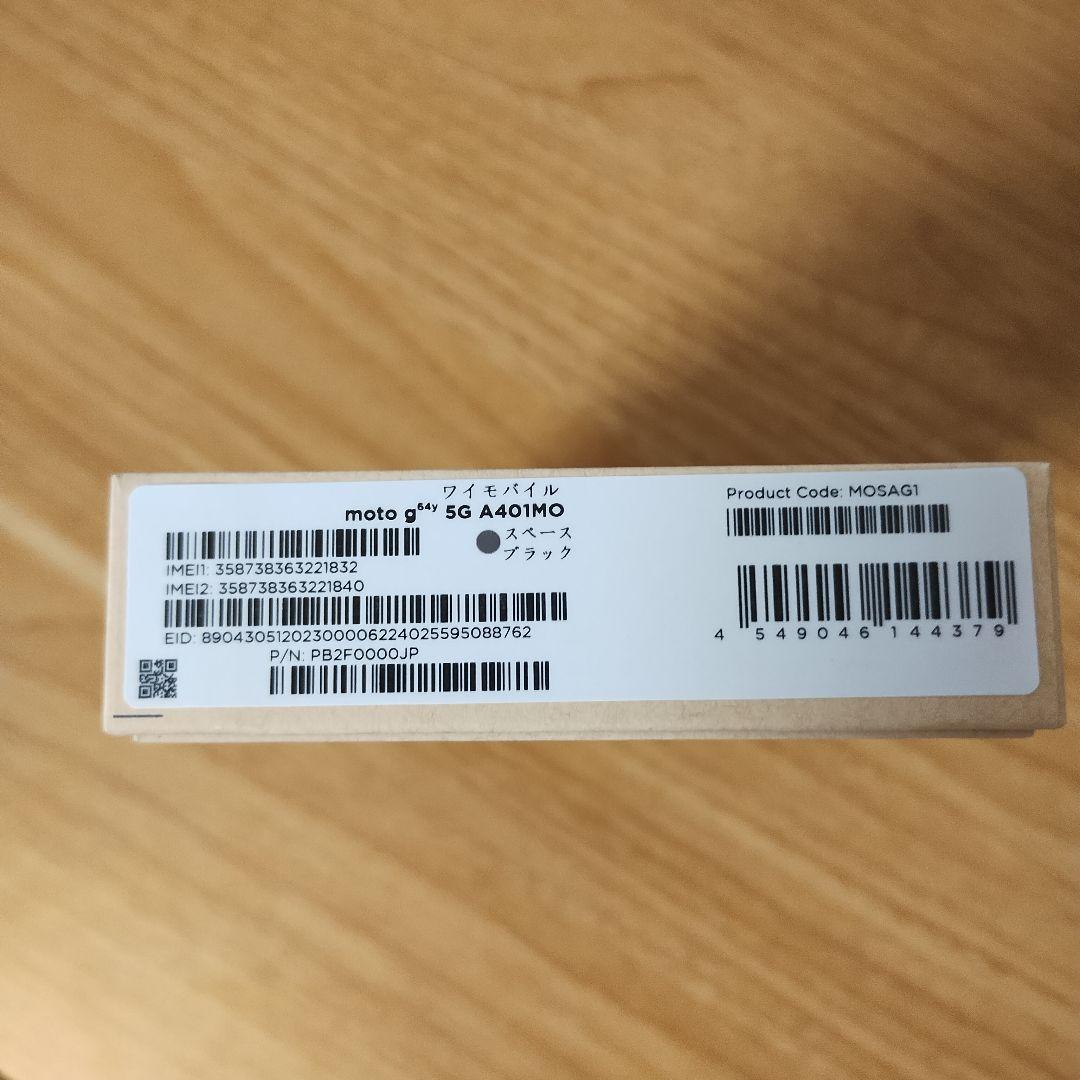 ワイモバイル
moto g64y 5G A401MO
スペース
ブラック
IMEI1: 358738363221832
IMEI2: 358738363221840
EID: 89043051202300006224025595088762
P/N: PB2F0000JP
Product Code: MOSAG1
4 549046 144379